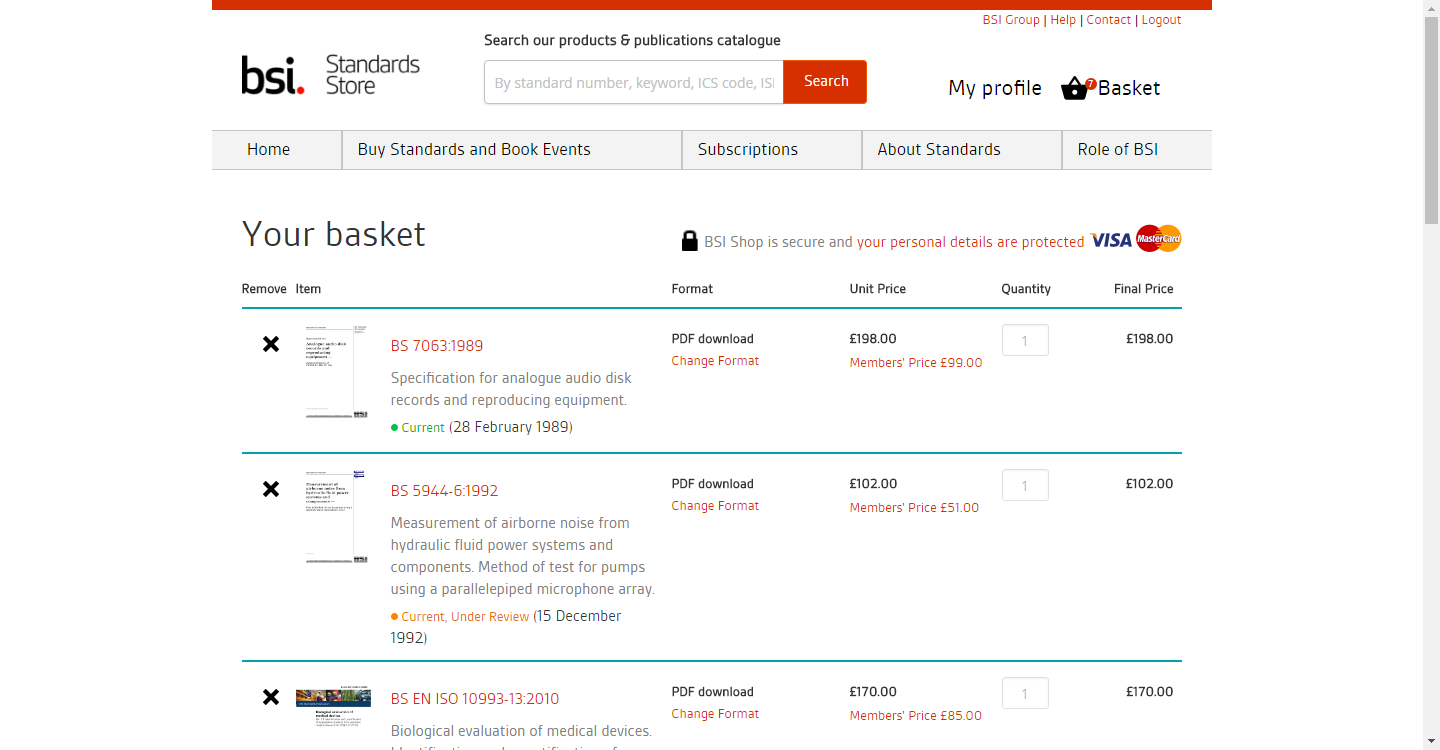 BSI Group | Help | Contact | Logout
Search our products & publications catalogue
bsi. Standards Store
By standard number, keyword, ICS code, ISI
Search
My profile
7
Basket
Home
Buy Standards and Book Events
Subscriptions
About Standards
Role of BSI
Your basket
BSI Shop is secure and your personal details are protected
VISA
MasterCard
Remove Item Format Unit Price Quantity Final Price
BS 7063:1989
Specification for analogue audio disk
records and reproducing equipment.
Current (28 February 1989)
PDF download
Change Format
£198.00
Members' Price £99.00
1
£198.00
BS 5944-6:1992
Measurement of airborne noise from
hydraulic fluid power systems and
components. Method of test for pumps
using a parallelepiped microphone array.
Current, Under Review (15 December
1992)
PDF download
Change Format
£102.00
Members' Price £51.00
1
£102.00
BS EN ISO 10993-13:2010
Biological evaluation of medical devices.
PDF download
Change Format
£170.00
Members' Price £85.00
1
£170.00